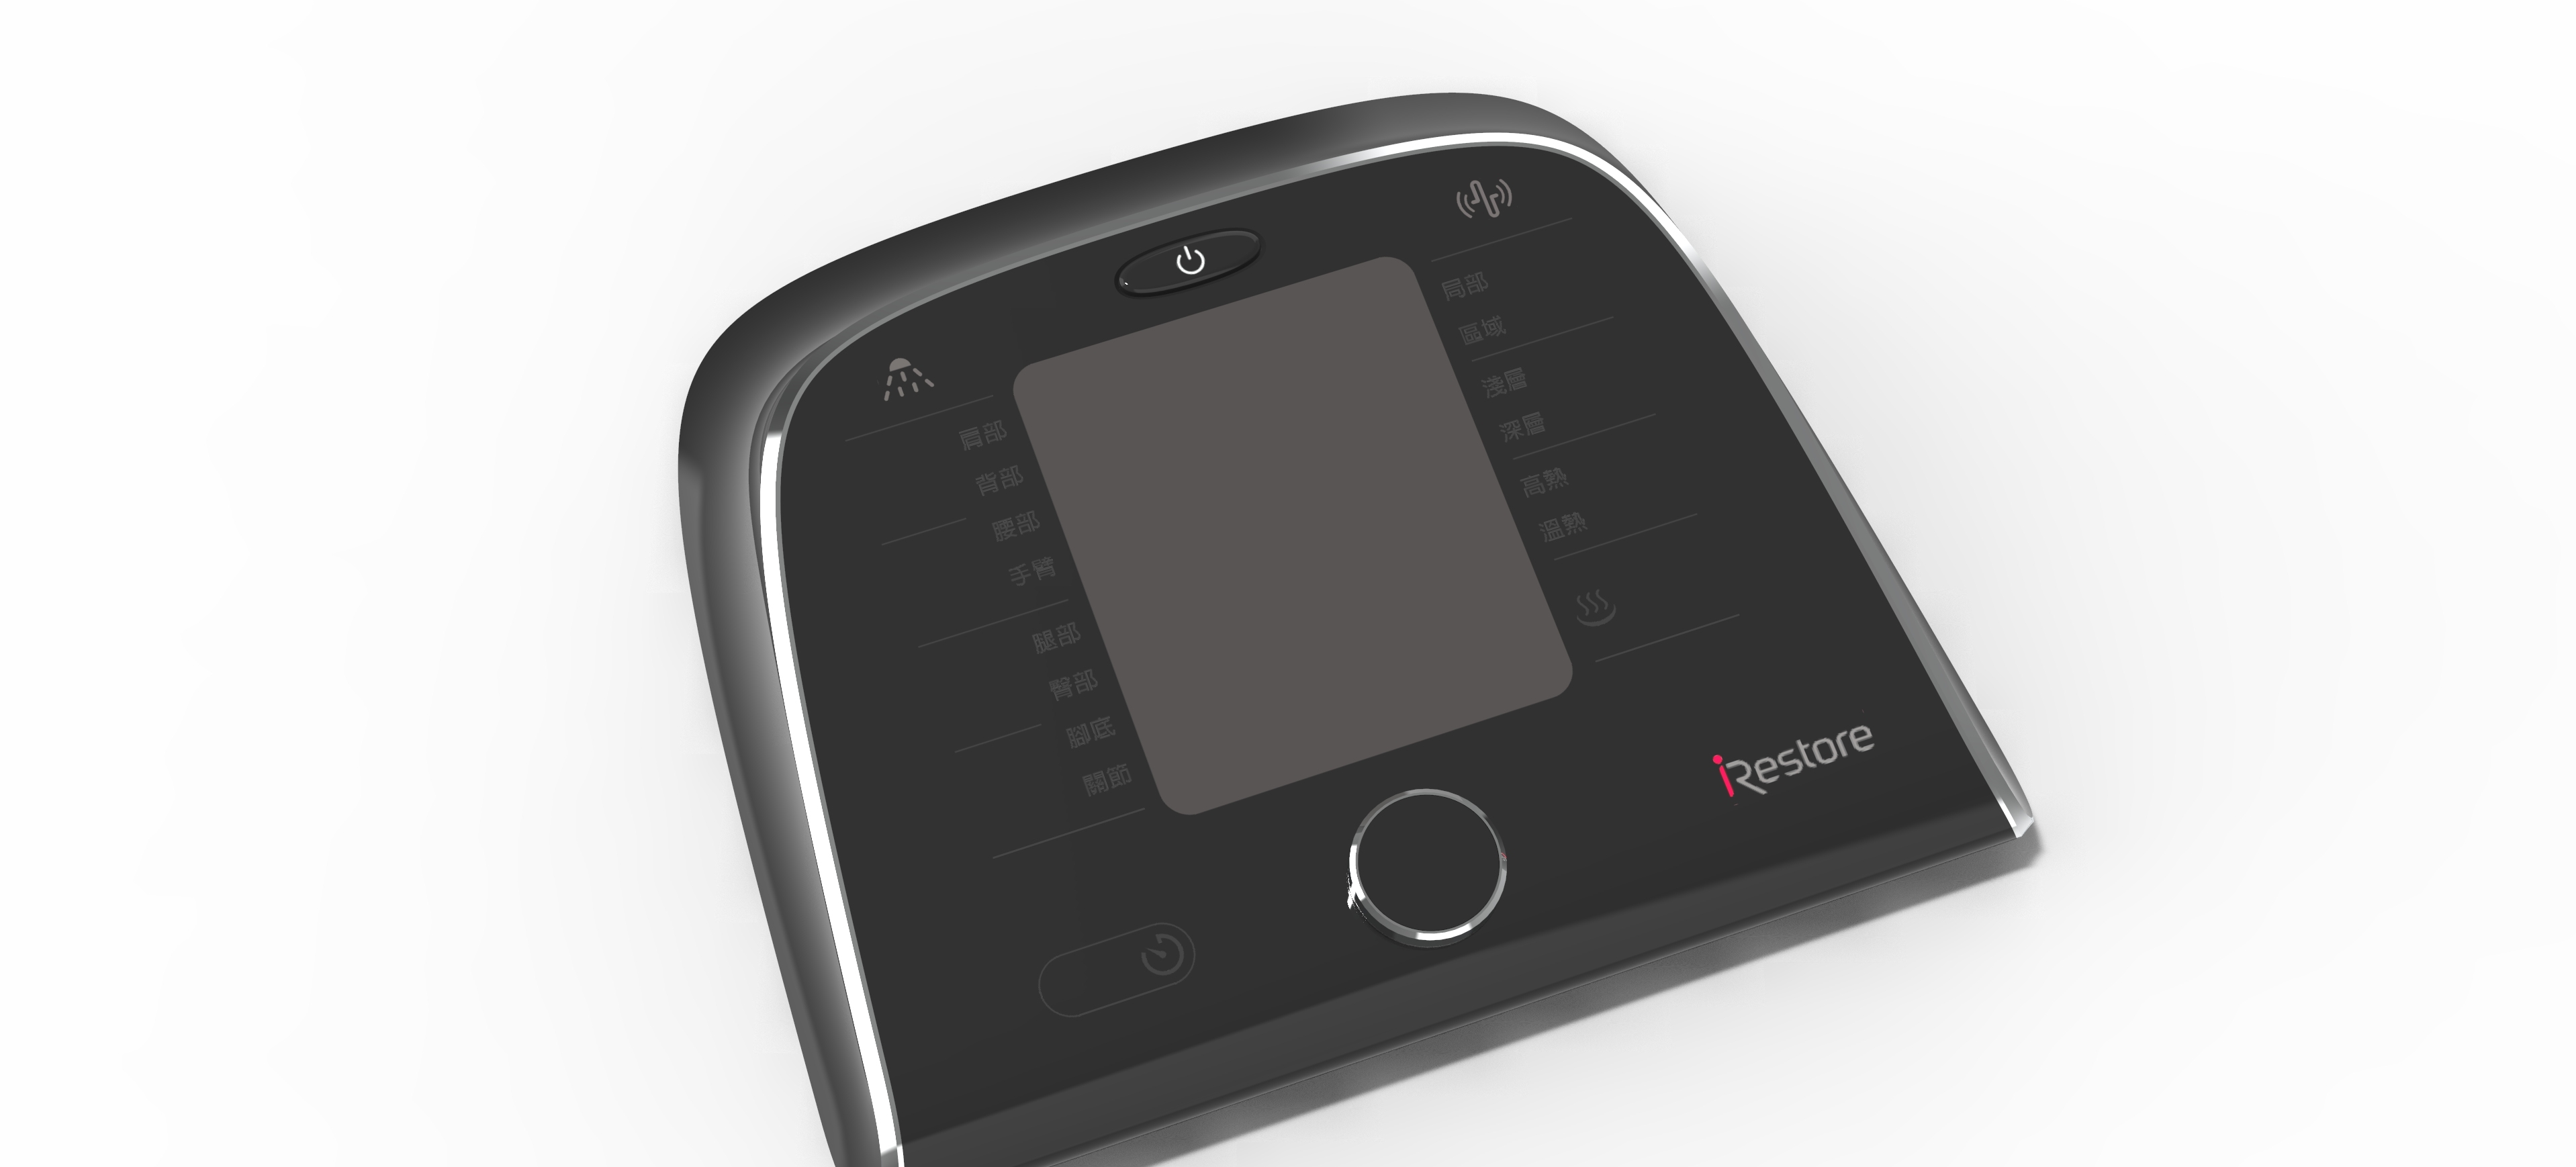 肩部
背部
腰部
手臂
腿部
臀部
腳底
關節
局部
區域
淺層
深層
高熱
溫熱
iRestore